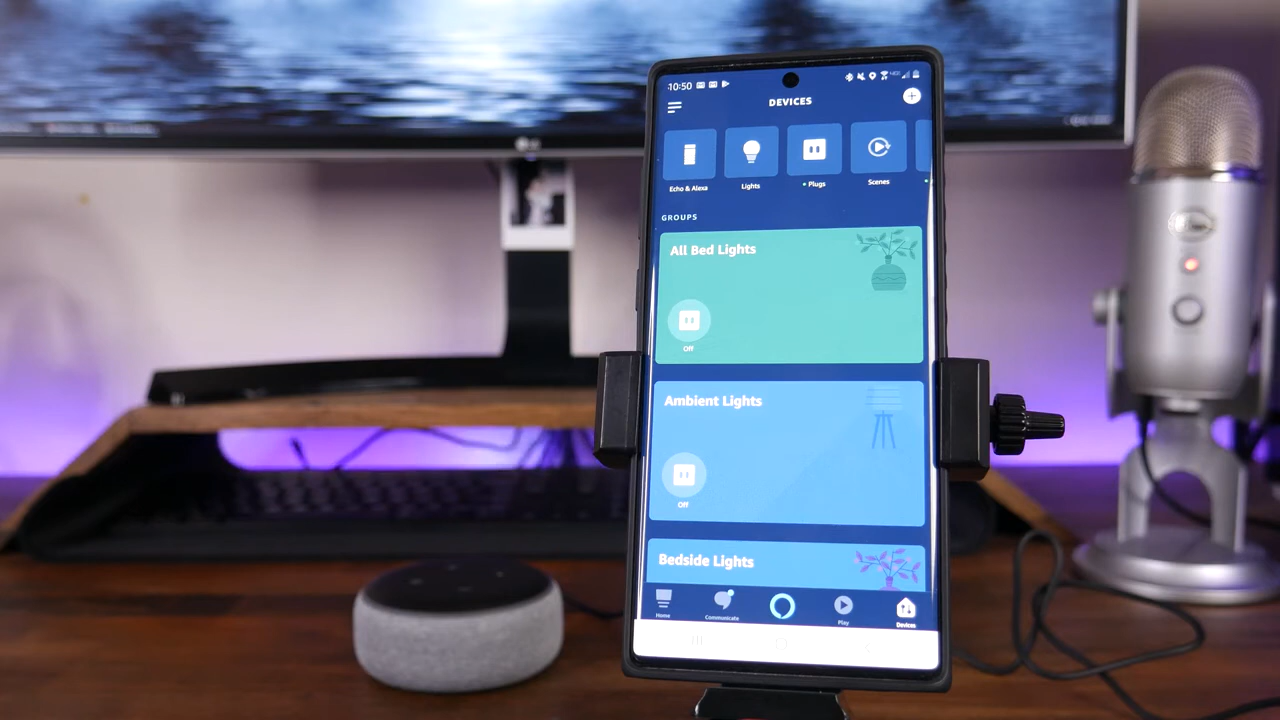 LG
10:50
DEVICES
Echo & Alexa
Lights
Plugs
Scenes
GROUPS
All Bed Lights
Off
Ambient Lights
Off
Bedside Lights
Home
Communicate
Play
Devices